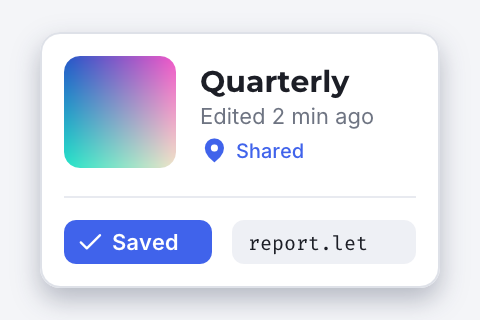 Quarterly
Edited 2 min ago
Shared
Saved
report.let